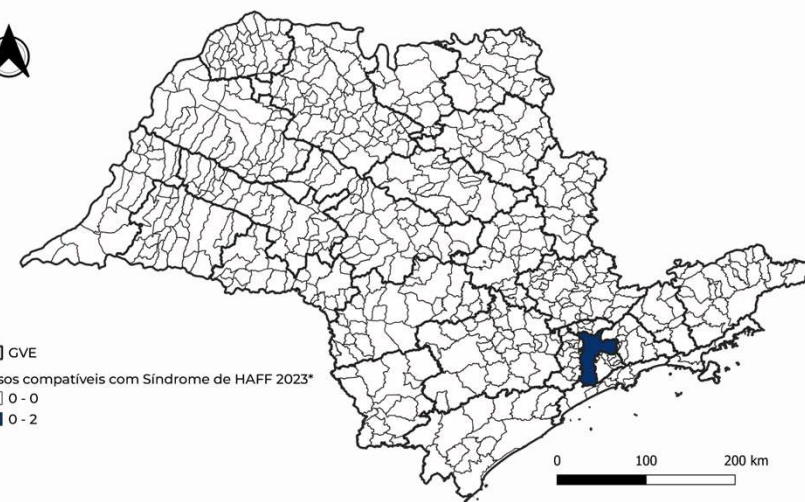 GVE
sos compatíveis com Síndrome de HAFF 2023*
0 - 0
0 - 2
0 100 200 km